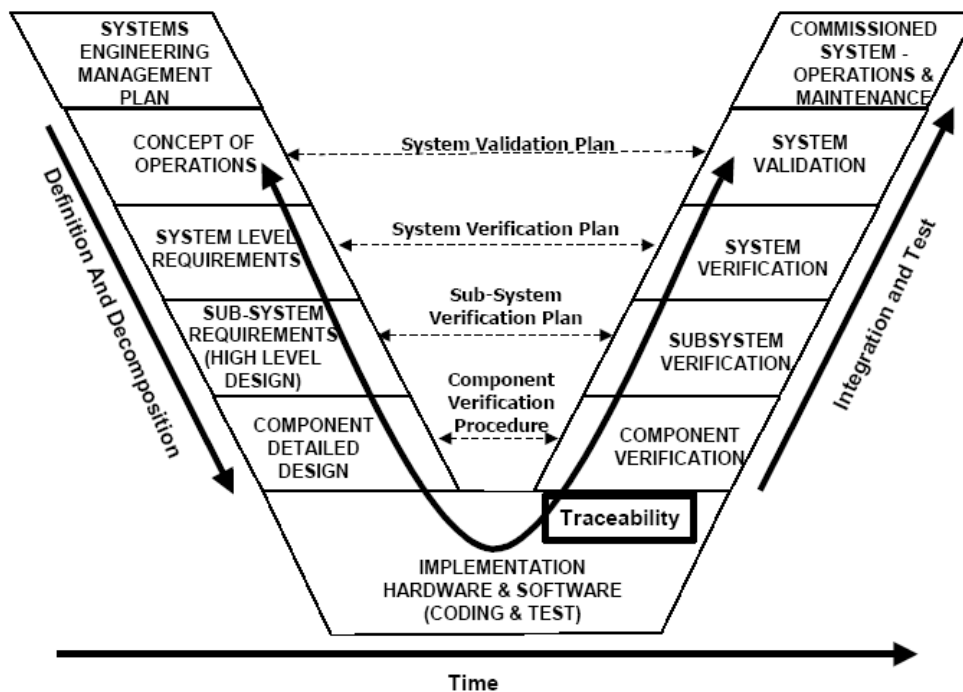 SYSTEMS
ENGINEERING
MANAGEMENT
PLAN
COMMISSIONED
SYSTEM -
OPERATIONS &
MAINTENANCE
CONCEPT OF
OPERATIONS
System Validation Plan
SYSTEM
VALIDATION
Definition And Decomposition
SYSTEM LEVEL
REQUIREMENTS
System Verification Plan
SYSTEM
VERIFICATION
Integration and Test
SUB-SYSTEM
REQUIREMENTS
(HIGH LEVEL
DESIGN)
Sub-System
Verification Plan
SUBSYSTEM
VERIFICATION
COMPONENT
DETAILED
DESIGN
Component
Verification
Procedure
COMPONENT
VERIFICATION
Traceability
IMPLEMENTATION
HARDWARE & SOFTWARE
(CODING & TEST)
Time